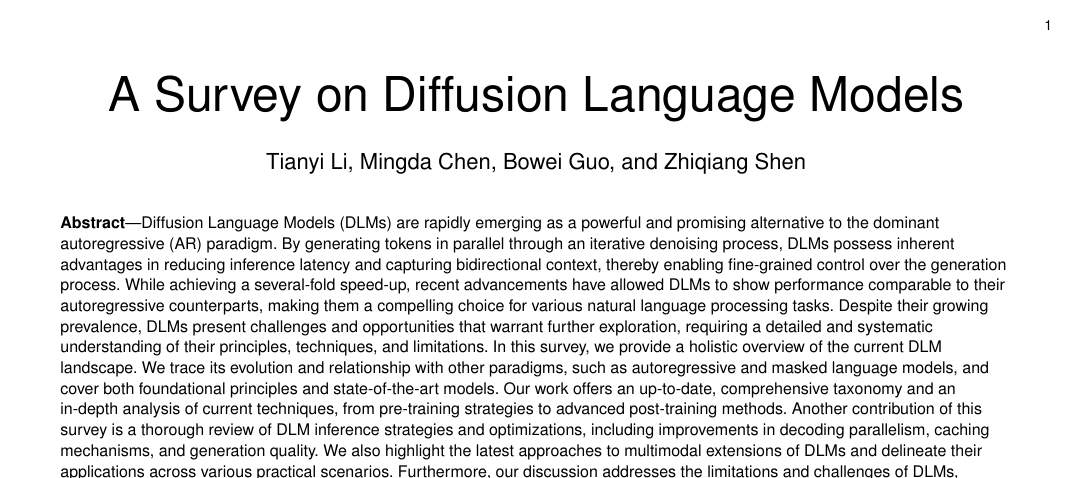 1
A Survey on Diffusion Language Models
Tianyi Li, Mingda Chen, Bowei Guo, and Zhiqiang Shen
Abstract—Diffusion Language Models (DLMs) are rapidly emerging as a powerful and promising alternative to the dominant
autoregressive (AR) paradigm. By generating tokens in parallel through an iterative denoising process, DLMs possess inherent
advantages in reducing inference latency and capturing bidirectional context, thereby enabling fine-grained control over the generation
process. While achieving a several-fold speed-up, recent advancements have allowed DLMs to show performance comparable to their
autoregressive counterparts, making them a compelling choice for various natural language processing tasks. Despite their growing
prevalence, DLMs present challenges and opportunities that warrant further exploration, requiring a detailed and systematic
understanding of their principles, techniques, and limitations. In this survey, we provide a holistic overview of the current DLM
landscape. We trace its evolution and relationship with other paradigms, such as autoregressive and masked language models, and
cover both foundational principles and state-of-the-art models. Our work offers an up-to-date, comprehensive taxonomy and an
in-depth analysis of current techniques, from pre-training strategies to advanced post-training methods. Another contribution of this
survey is a thorough review of DLM inference strategies and optimizations, including improvements in decoding parallelism, caching
mechanisms, and generation quality. We also highlight the latest approaches to multimodal extensions of DLMs and delineate their
applications across various practical scenarios. Furthermore, our discussion addresses the limitations and challenges of DLMs,